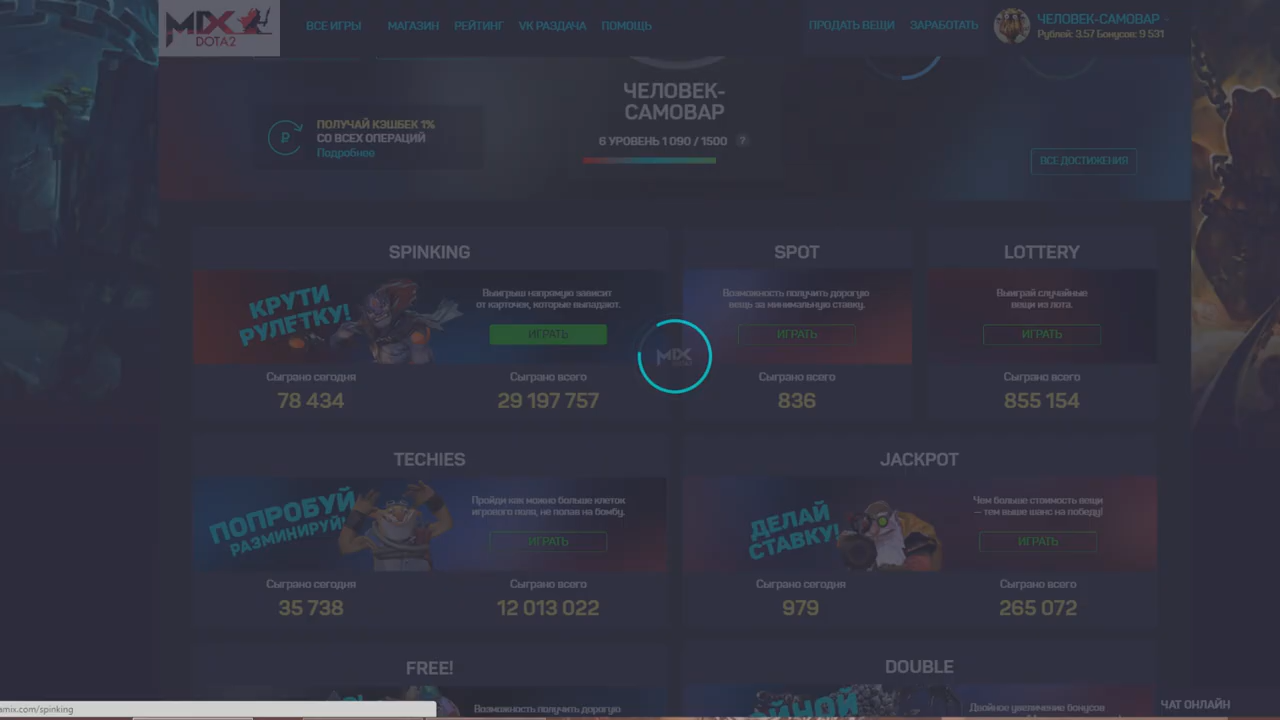 MIX
DOTA2
ВСЕ ИГРЫ
МАГАЗИН
РЕЙТИНГ
VK РАЗДАЧА
ПОМОЩЬ
ПРОДАТЬ ВЕЩИ
ЗАРАБОТАТЬ
ЧЕЛОВЕК-САМОВАР
Рублей: 3.57 Бонусов: 9 531
ПОЛУЧАЙ КЭШБЕК 1%
СО ВСЕХ ОПЕРАЦИЙ
Подробнее
ЧЕЛОВЕК-
САМОВАР
6 УРОВЕНЬ 1 090 / 1500 ?
ВСЕ ДОСТИЖЕНИЯ
SPINKING
КРУТИ
РУЛЕТКУ!
Выигрыш напрямую зависит
от карточек, которые выпадают.
ИГРАТЬ
Сыграно сегодня
78 434
Сыграно всего
29 197 757
SPOT
Возможность получить дорогую
вещь за минимальную ставку.
ИГРАТЬ
Сыграно всего
836
LOTTERY
Выиграй случайные
вещи из лота.
ИГРАТЬ
Сыграно всего
855 154
MIX
TECHIES
ПОПРОБУЙ
РАЗМИНИРУЙ!
Пройди как можно больше клеток
игрового поля, не попав на бомбу.
ИГРАТЬ
Сыграно сегодня
35 738
Сыграно всего
12 013 022
JACKPOT
ДЕЛАЙ
СТАВКУ!
Чем больше стоимость вещи
– тем выше шанс на победу!
ИГРАТЬ
Сыграно сегодня
979
Сыграно всего
265 072
FREE!
Возможность получить дорогую
DOUBLE
Двойное увеличение бонусов
ЧАТ ОНЛАЙН
amix.com/spinking